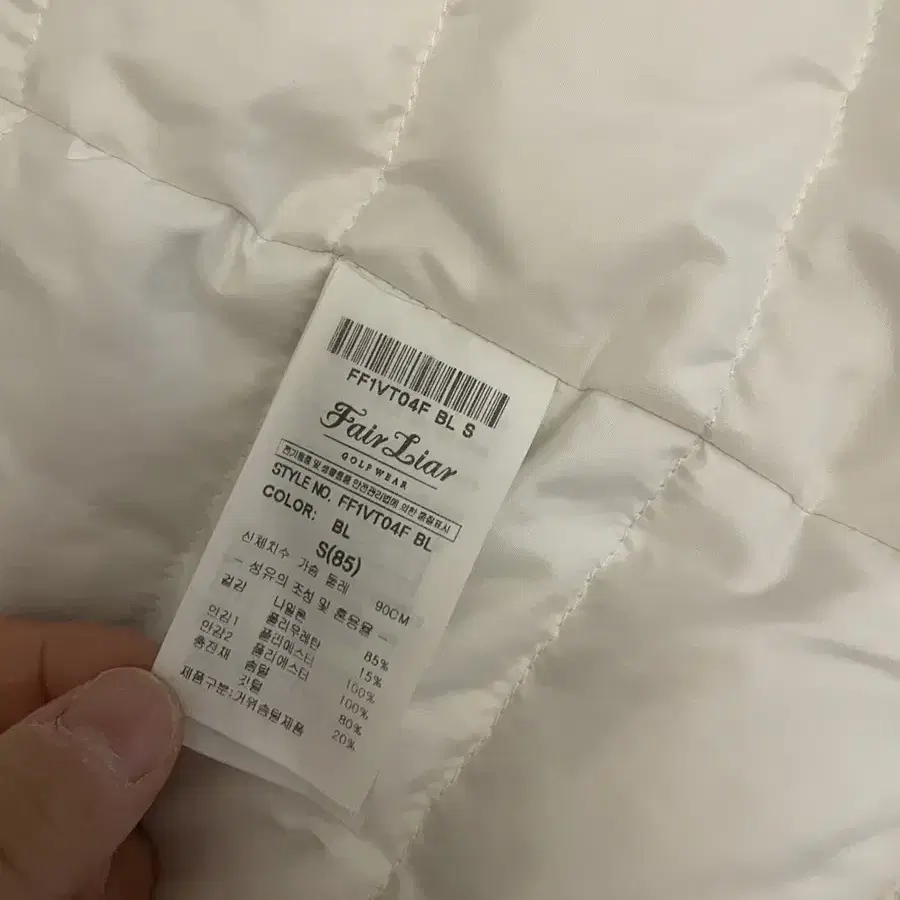 FF1VT04F BL S
Fair Liar
GOLF WEAR
전기용품 및 생활용품 안전관리법에 의한 품질표시
STYLE NO. FF1VT04F BL
COLOR: BL
S(85)
신체치수 가슴 둘레 90CM
- 섬유의 조성 및 혼용율 -
겉감 나일론 85%
폴리우레탄 15%
안감1 폴리에스터 100%
안감2 폴리에스터 100%
충전재 솜털 80%
깃털 20%
제품구분:거위솜털제품